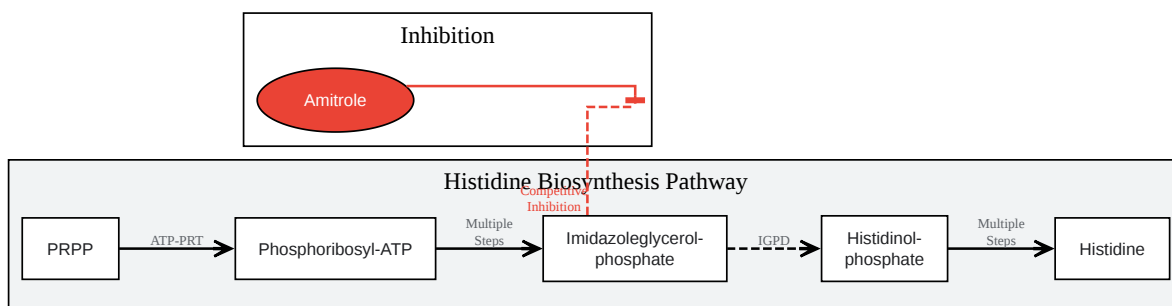 Inhibition
Amitrole
Histidine Biosynthesis Pathway
Competitive
Inhibition
PRPP
ATP-PRT
Phosphoribosyl-ATP
Multiple
Steps
Imidazoleglycerol-
phosphate
IGPD
Histidinol-
phosphate
Multiple
Steps
Histidine